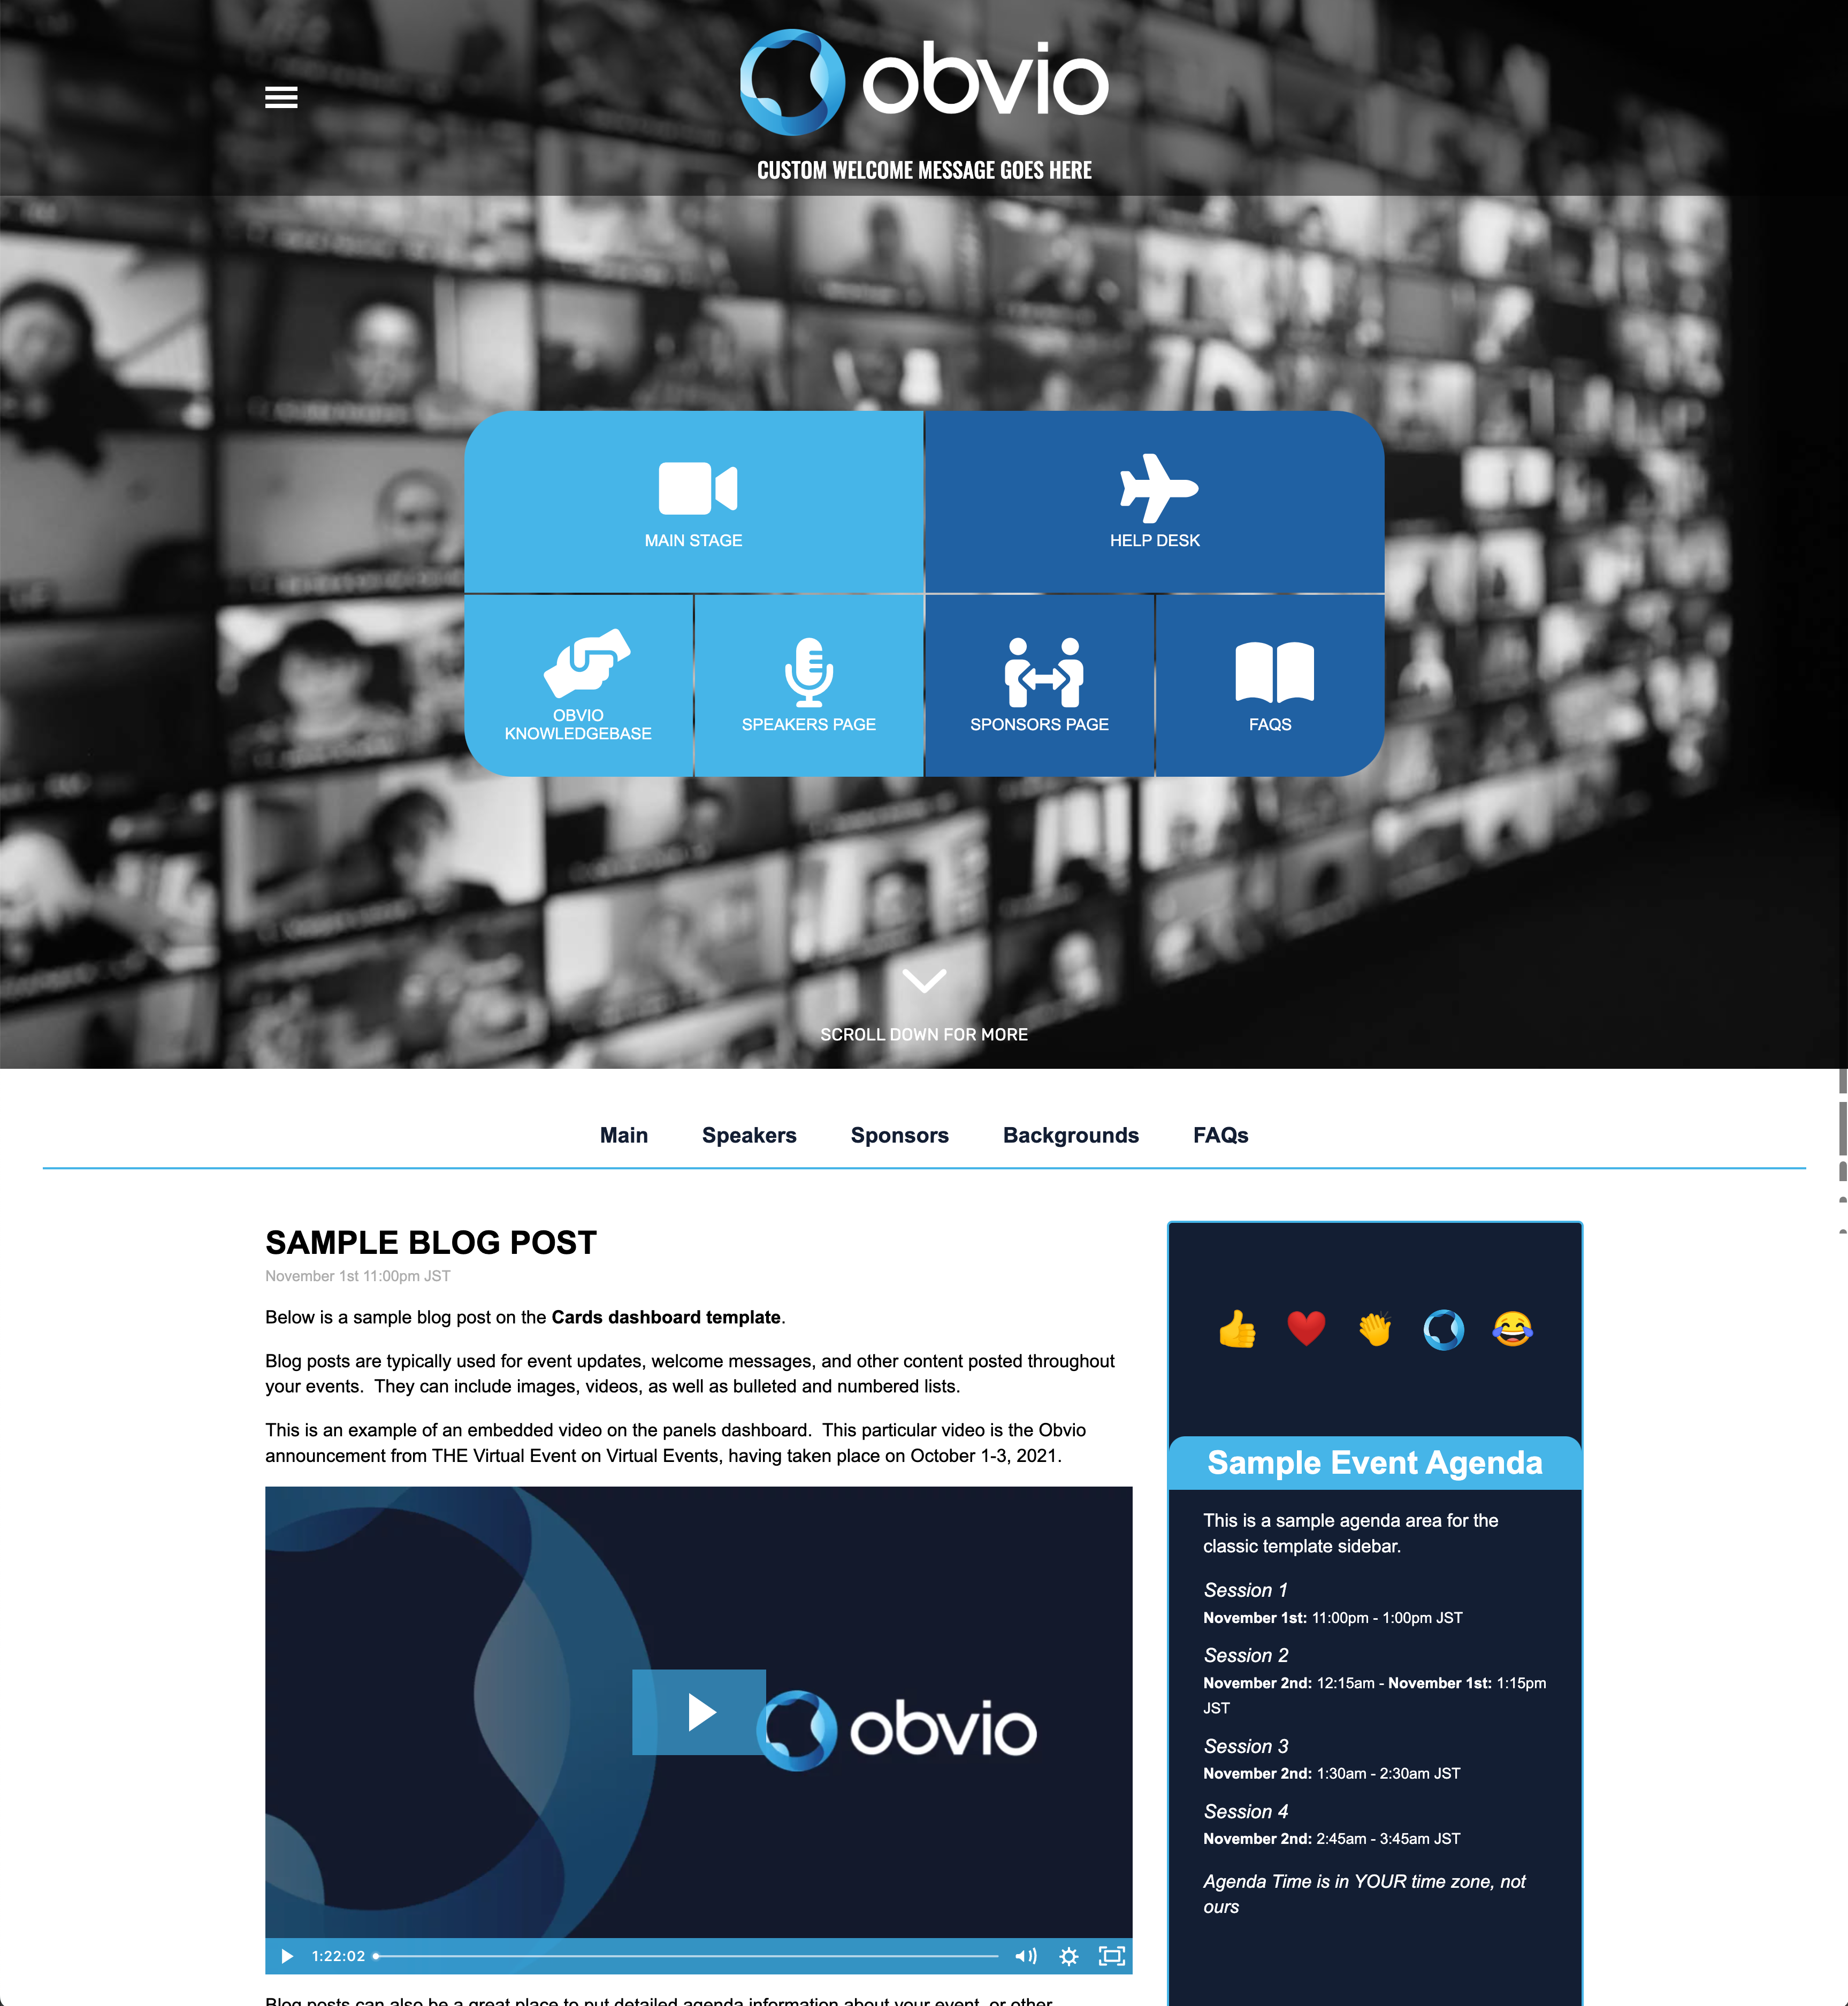 obvio
CUSTOM WELCOME MESSAGE GOES HERE
MAIN STAGE
HELP DESK
OBVIO
KNOWLEDGEBASE
SPEAKERS PAGE
SPONSORS PAGE
FAQS
SCROLL DOWN FOR MORE
Main Speakers Sponsors Backgrounds FAQs
SAMPLE BLOG POST
November 1st 11:00pm JST
Below is a sample blog post on the Cards dashboard template.
Blog posts are typically used for event updates, welcome messages, and other content posted throughout
your events.  They can include images, videos, as well as bulleted and numbered lists.
This is an example of an embedded video on the panels dashboard.  This particular video is the Obvio
announcement from THE Virtual Event on Virtual Events, having taken place on October 1-3, 2021.
obvio
1:22:02
Blog posts can also be a great place to put detailed agenda information about your event, or other
Sample Event Agenda
This is a sample agenda area for the
classic template sidebar.
Session 1
November 1st: 11:00pm - 1:00pm JST
Session 2
November 2nd: 12:15am - November 1st: 1:15pm
JST
Session 3
November 2nd: 1:30am - 2:30am JST
Session 4
November 2nd: 2:45am - 3:45am JST
Agenda Time is in YOUR time zone, not
ours